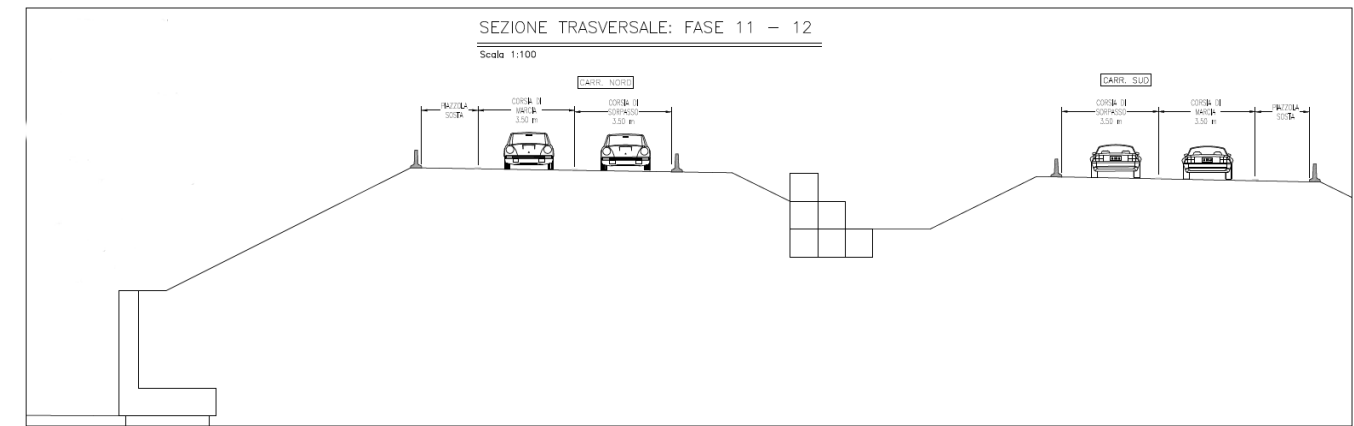 SEZIONE TRASVERSALE: FASE 11 - 12
Scala 1:100
CARR. NORD
PIAZZOLA
SOSTA
CORSIA DI
MARCIA
3.50 m
CORSIA DI
SORPASSO
3.50 m
CARR. SUD
CORSIA DI
SORPASSO
3.50 m
CORSIA DI
MARCIA
3.50 m
PIAZZOLA
SOSTA